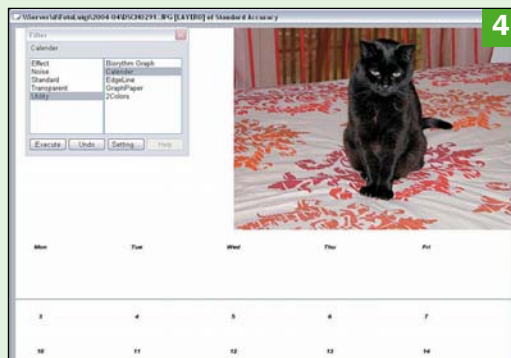 \\Server\d\FotoLuigi\2004-04\DSC00291.JPG [LAYER0] of Standard Accuracy
4
Filter
Calender
Effect
Noise
Standard
Transparent
Utility
Biorythm Graph
Calender
EdgeLine
GraphPaper
2Colors
Execute Undo Setting... Help
Mon Tue Wed Thu Fri
3 4 5 6 7
10 11 12 13 14